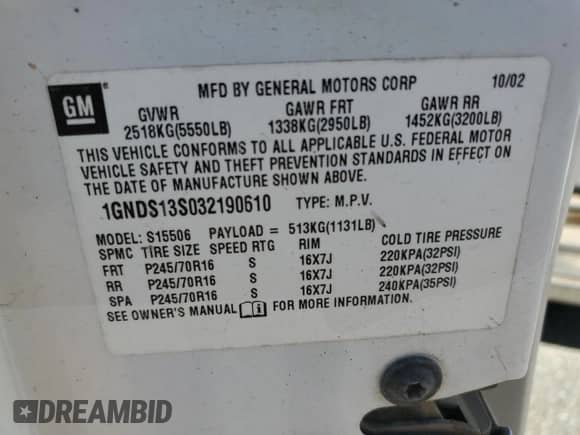 GM
MFD BY GENERAL MOTORS CORP 10/02
GVWR GAWR FRT GAWR RR
2518KG(5550LB) 1338KG(2950LB) 1452KG(3200LB)
THIS VEHICLE CONFORMS TO ALL APPLICABLE U.S. FEDERAL MOTOR
VEHICLE SAFETY AND THEFT PREVENTION STANDARDS IN EFFECT ON
THE DATE OF MANUFACTURE SHOWN ABOVE.
1GNDS13S032190610 TYPE: M.P.V.
MODEL: S15506 PAYLOAD = 513KG(1131LB)
SPMC TIRE SIZE SPEED RTG RIM COLD TIRE PRESSURE
FRT P245/70R16 S 16X7J 220KPA(32PSI)
RR P245/70R16 S 16X7J 220KPA(32PSI)
SPA P245/70R16 S 16X7J 240KPA(35PSI)
SEE OWNER'S MANUAL FOR MORE INFORMATION.
DREAMBID